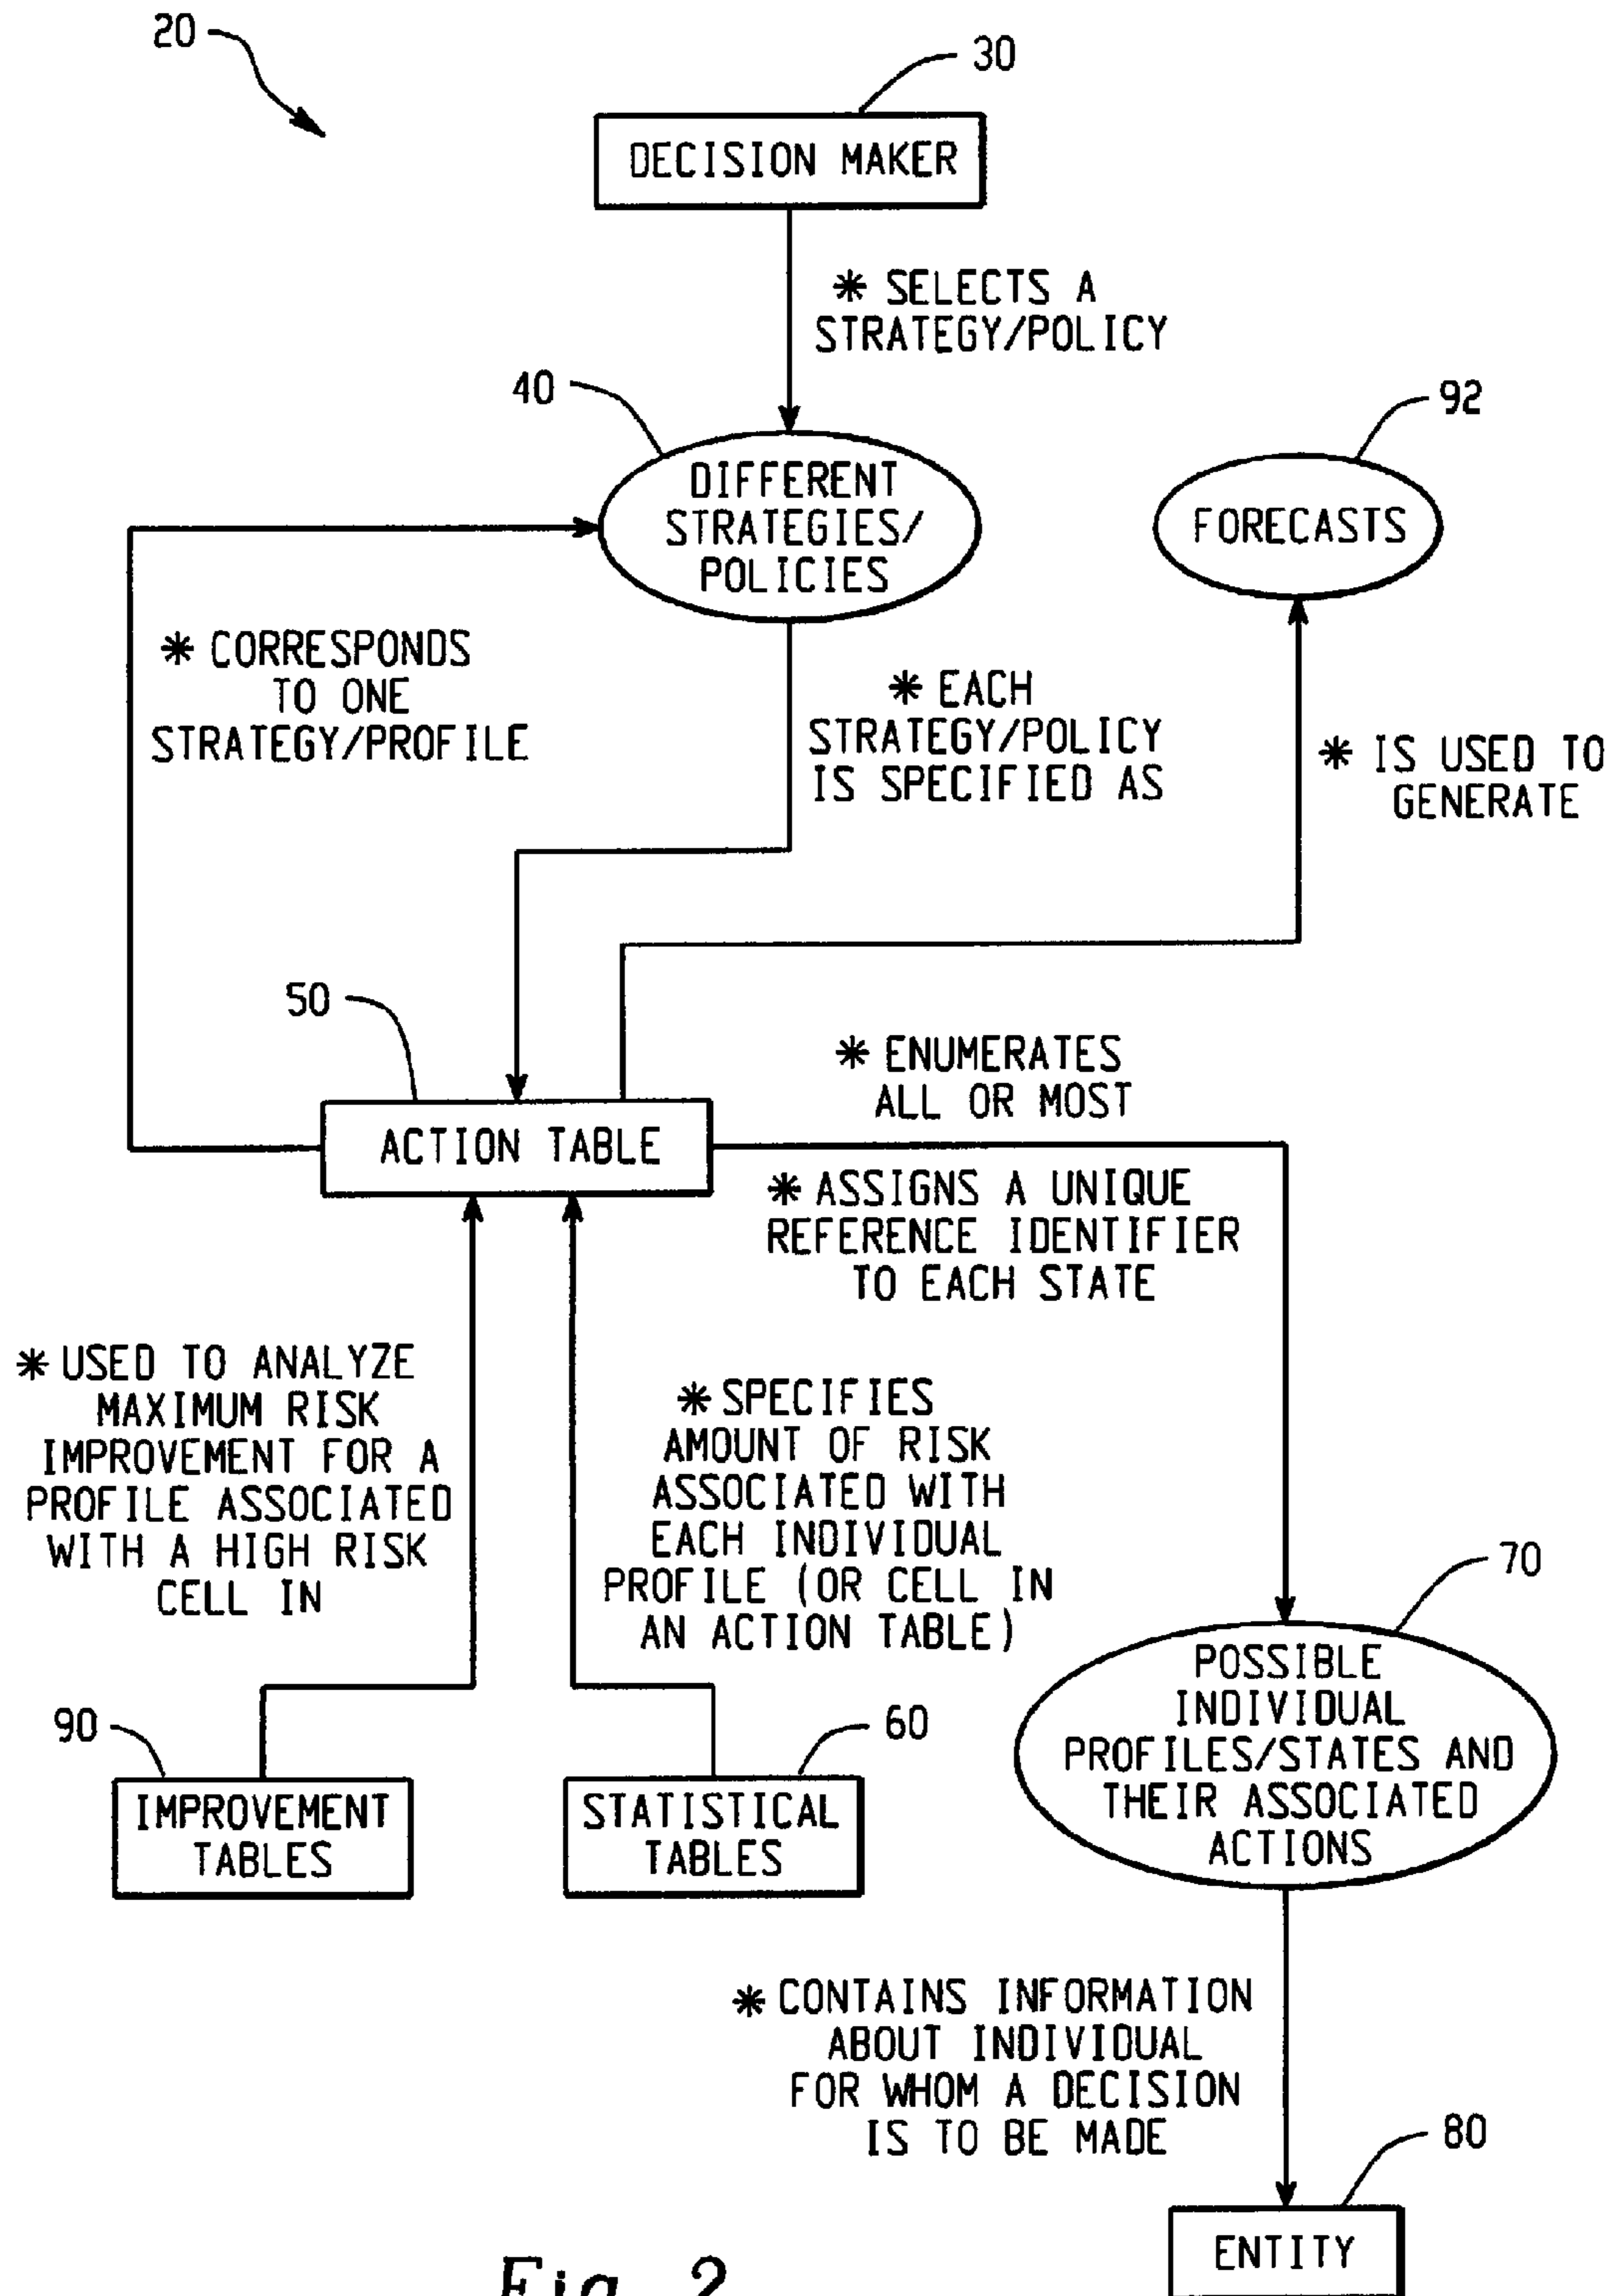 20
30
DECISION MAKER
* SELECTS A
STRATEGY/POLICY
40
92
DIFFERENT
STRATEGIES/
POLICIES
FORECASTS
* CORRESPONDS
TO ONE
STRATEGY/PROFILE
* EACH
STRATEGY/POLICY
IS SPECIFIED AS
* IS USED TO
GENERATE
50
* ENUMERATES
ALL OR MOST
ACTION TABLE
* ASSIGNS A UNIQUE
REFERENCE IDENTIFIER
TO EACH STATE
* USED TO ANALYZE
MAXIMUM RISK
IMPROVEMENT FOR A
PROFILE ASSOCIATED
WITH A HIGH RISK
CELL IN
* SPECIFIES
AMOUNT OF RISK
ASSOCIATED WITH
EACH INDIVIDUAL
PROFILE (OR CELL IN
AN ACTION TABLE)
70
POSSIBLE
INDIVIDUAL
PROFILES/STATES AND
THEIR ASSOCIATED
ACTIONS
90
60
IMPROVEMENT
TABLES
STATISTICAL
TABLES
* CONTAINS INFORMATION
ABOUT INDIVIDUAL
FOR WHOM A DECISION
IS TO BE MADE
80
ENTITY
Fig. 2